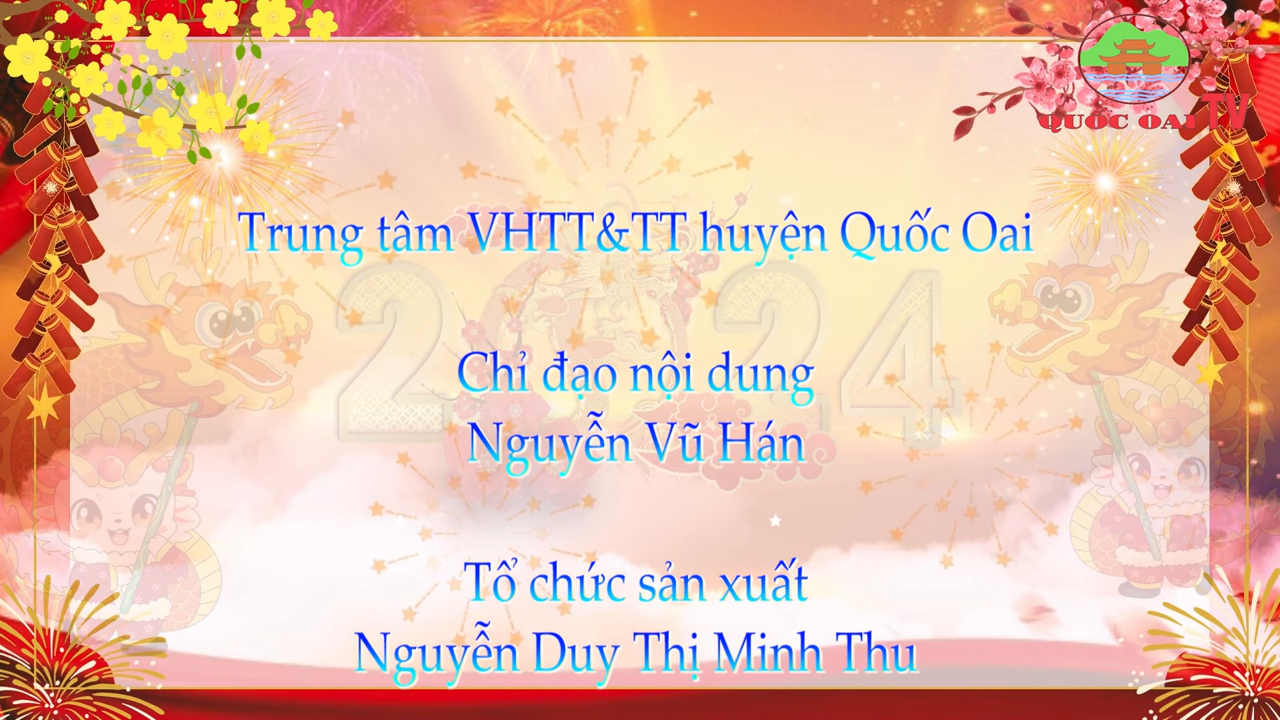 QUỐC OAI TV
Trung tâm VHTT&TT huyện Quốc Oai
2024
Chỉ đạo nội dung
Nguyễn Vũ Hán
Tổ chức sản xuất
Nguyễn Duy Thị Minh Thu